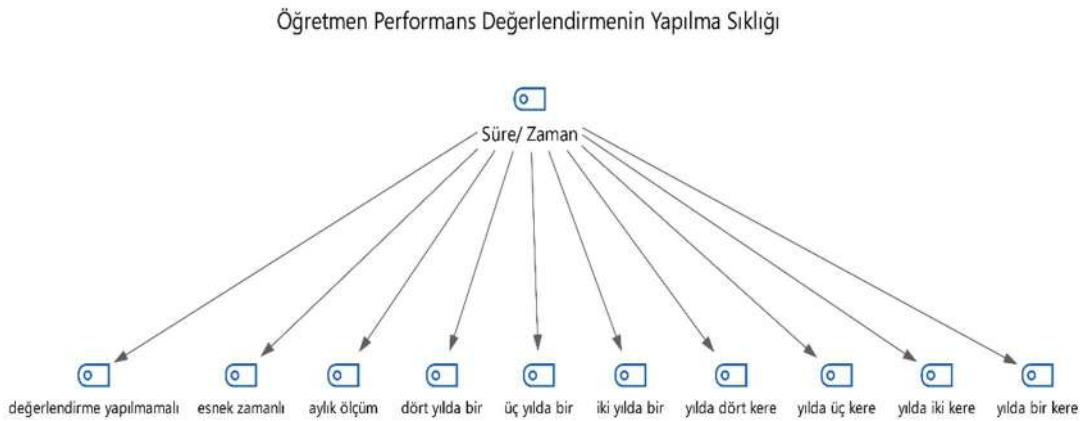 Öğretmen Performans Değerlendirmenin Yapılma Sıklığı
Süre/ Zaman
değerlendirme yapılmamalı
esnek zamanlı
aylık ölçüm
dört yılda bir
üç yılda bir
iki yılda bir
yılda dört kere
yılda üç kere
yılda iki kere
yılda bir kere